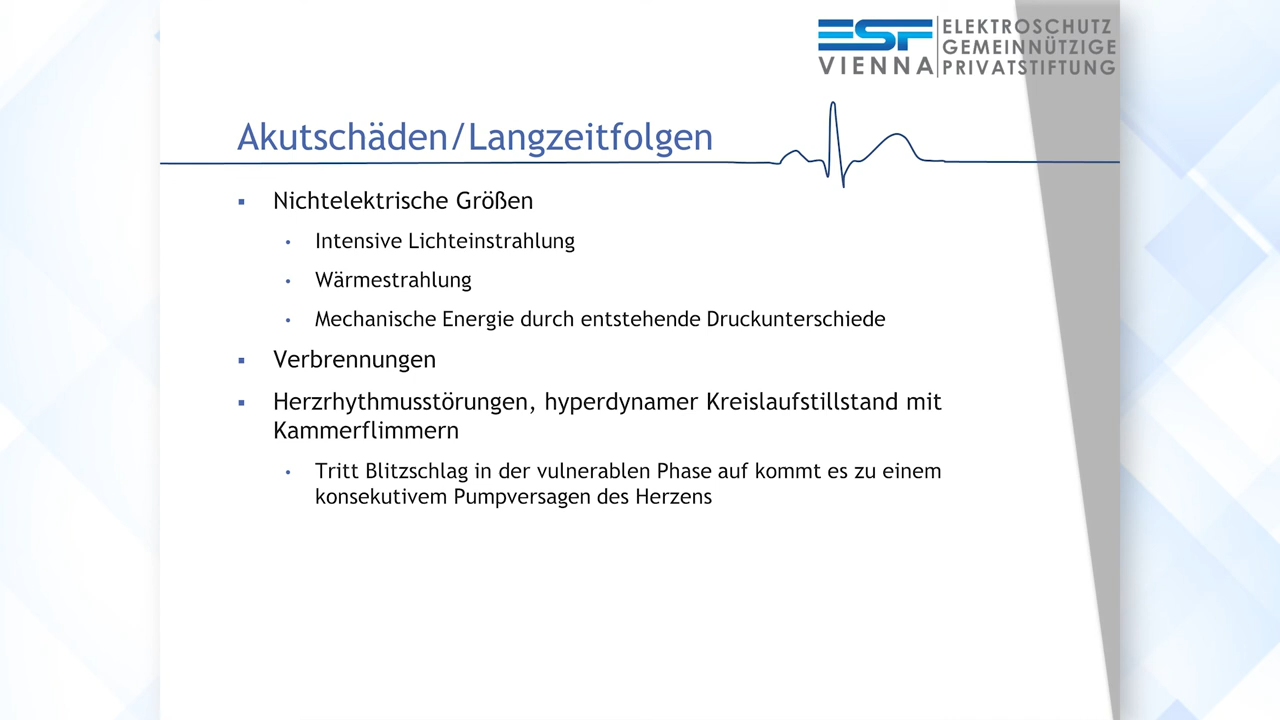 ESF
VIENNA
ELEKTROSCHUTZ
GEMEINNÜTZIGE
PRIVATSTIFTUNG
Akutschäden/Langzeitfolgen
▪ Nichtelektrische Größen
• Intensive Lichteinstrahlung
• Wärmestrahlung
• Mechanische Energie durch entstehende Druckunterschiede
▪ Verbrennungen
▪ Herzrhythmusstörungen, hyperdynamer Kreislaufstillstand mit
Kammerflimmern
• Tritt Blitzschlag in der vulnerablen Phase auf kommt es zu einem
konsekutivem Pumpversagen des Herzens